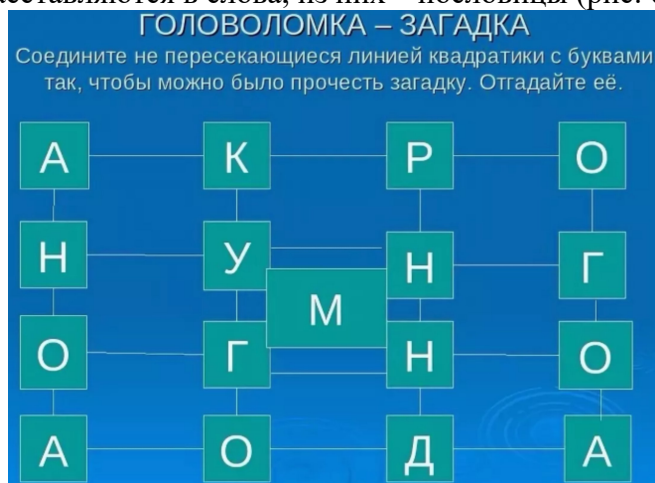 ГОЛОВОЛОМКА – ЗАГАДКА
Соедините не пересекающиеся линией квадратики с буквами
так, чтобы можно было прочесть загадку. Отгадайте её.
А К Р О
Н У Н Г
М
О Г Н О
А О Д А